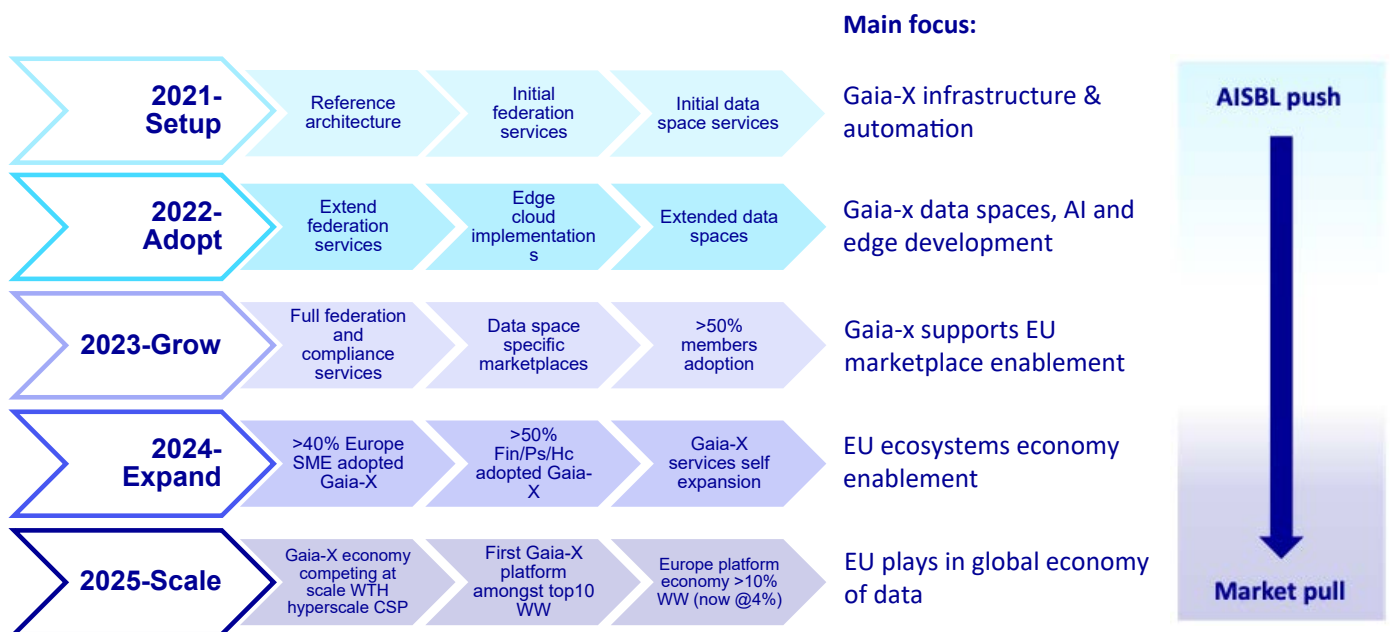 Main focus:
2021-
Setup
Reference
architecture
Initial
federation
services
Initial data
space services
Gaia-X infrastructure &
automation
AISBL push
2022-
Adopt
Extend
federation
services
Edge
cloud
implementation
s
Extended data
spaces
Gaia-x data spaces, AI and
edge development
2023-Grow
Full federation
and
compliance
services
Data space
specific
marketplaces
>50%
members
adoption
Gaia-x supports EU
marketplace enablement
2024-
Expand
>40% Europe
SME adopted
Gaia-X
>50%
Fin/Ps/Hc
adopted Gaia-
X
Gaia-X
services self
expansion
EU ecosystems economy
enablement
2025-Scale
Gaia-X economy
competing at
scale WTH
hyperscale CSP
First Gaia-X
platform
amongst top10
WW
Europe platform
economy >10%
WW (now @4%)
EU plays in global economy
of data
Market pull